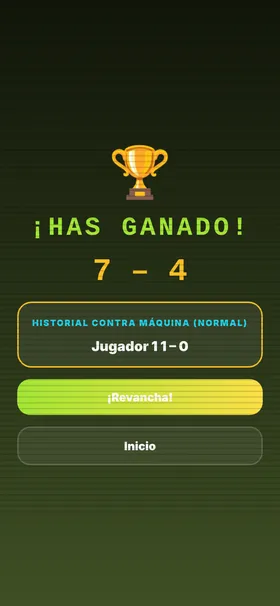 ¡HAS GANADO!
7 – 4
HISTORIAL CONTRA MÁQUINA (NORMAL)
Jugador 11 – 0
¡Revancha!
Inicio